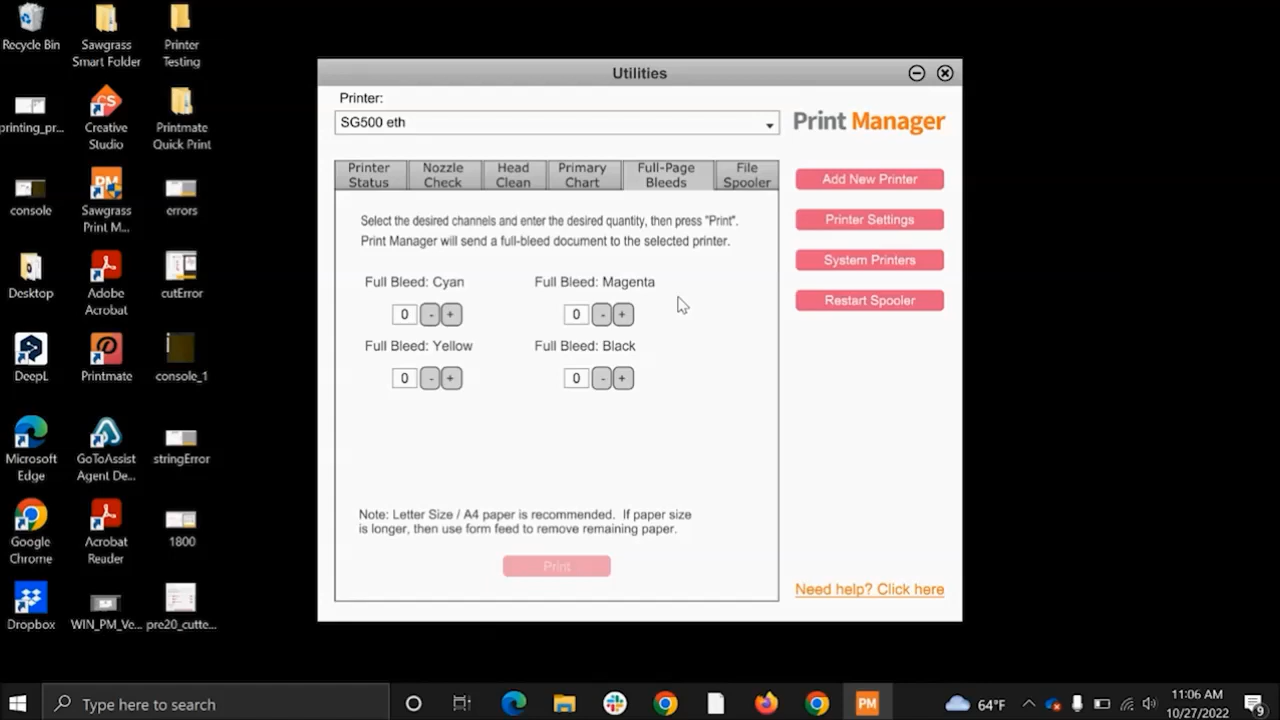 Recycle Bin
Sawgrass
Smart Folder
Printer
Testing
printing_pr...
Creative
Studio
Printmate
Quick Print
console
Sawgrass
Print M...
errors
Desktop
Adobe
Acrobat
cutError
DeepL
Printmate
console_1
Microsoft
Edge
GoToAssist
Agent De...
stringError
Google
Chrome
Acrobat
Reader
1800
Dropbox
WIN_PM_Ve...
pre20_cutte...
Utilities
Printer:
SG500 eth
Print Manager
Printer
Status
Nozzle
Check
Head
Clean
Primary
Chart
Full-Page
Bleeds
File
Spooler
Select the desired channels and enter the desired quantity, then press "Print".
Print Manager will send a full-bleed document to the selected printer.
Full Bleed: Cyan
Full Bleed: Magenta
0 - +
0 - +
Full Bleed: Yellow
Full Bleed: Black
0 - +
0 - +
Note: Letter Size / A4 paper is recommended. If paper size
is longer, then use form feed to remove remaining paper.
Print
Add New Printer
Printer Settings
System Printers
Restart Spooler
Need help? Click here
Type here to search
PM
64°F
11:06 AM
10/27/2022
9